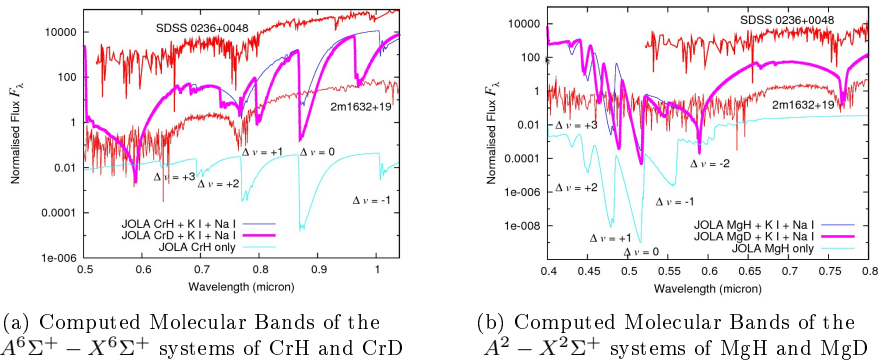 10000
100
1
0.01
0.0001
1e-006
Normalised Flux Fλ
SDSS 0236+0048
2m1632+19
Δ v = +3
Δ v = +2
Δ v = +1
Δ v = 0
Δ v = -1
JOLA CrH + K I + Na I
JOLA CrD + K I + Na I
JOLA CrH only
0.5 0.6 0.7 0.8 0.9 1
Wavelength (micron)
(a) Computed Molecular Bands of the
A⁶Σ⁺ − X⁶Σ⁺ systems of CrH and CrD
10000
100
1
0.01
0.0001
1e-006
1e-008
Normalised Flux Fλ
SDSS 0236+0048
2m1632+19
Δ v = +3
Δ v = -2
Δ v = +2
Δ v = -1
Δ v = +1
Δ v = 0
JOLA MgH + K I + Na I
JOLA MgD + K I + Na I
JOLA MgH only
0.4 0.45 0.5 0.55 0.6 0.65 0.7 0.75 0.8
Wavelength (micron)
(b) Computed Molecular Bands of the
A² − X²Σ⁺ systems of MgH and MgD